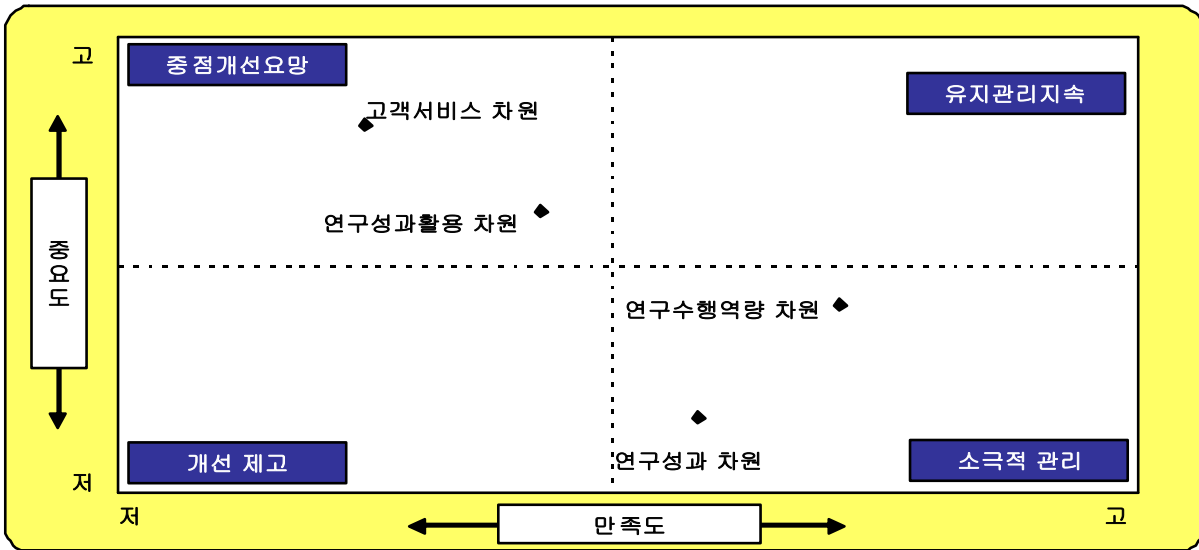 고
중점개선요망
유지관리지속
고객서비스 차원
연구성과활용 차원
중요도
연구수행역량 차원
연구성과 차원
개선 제고
소극적 관리
저
저
만족도
고